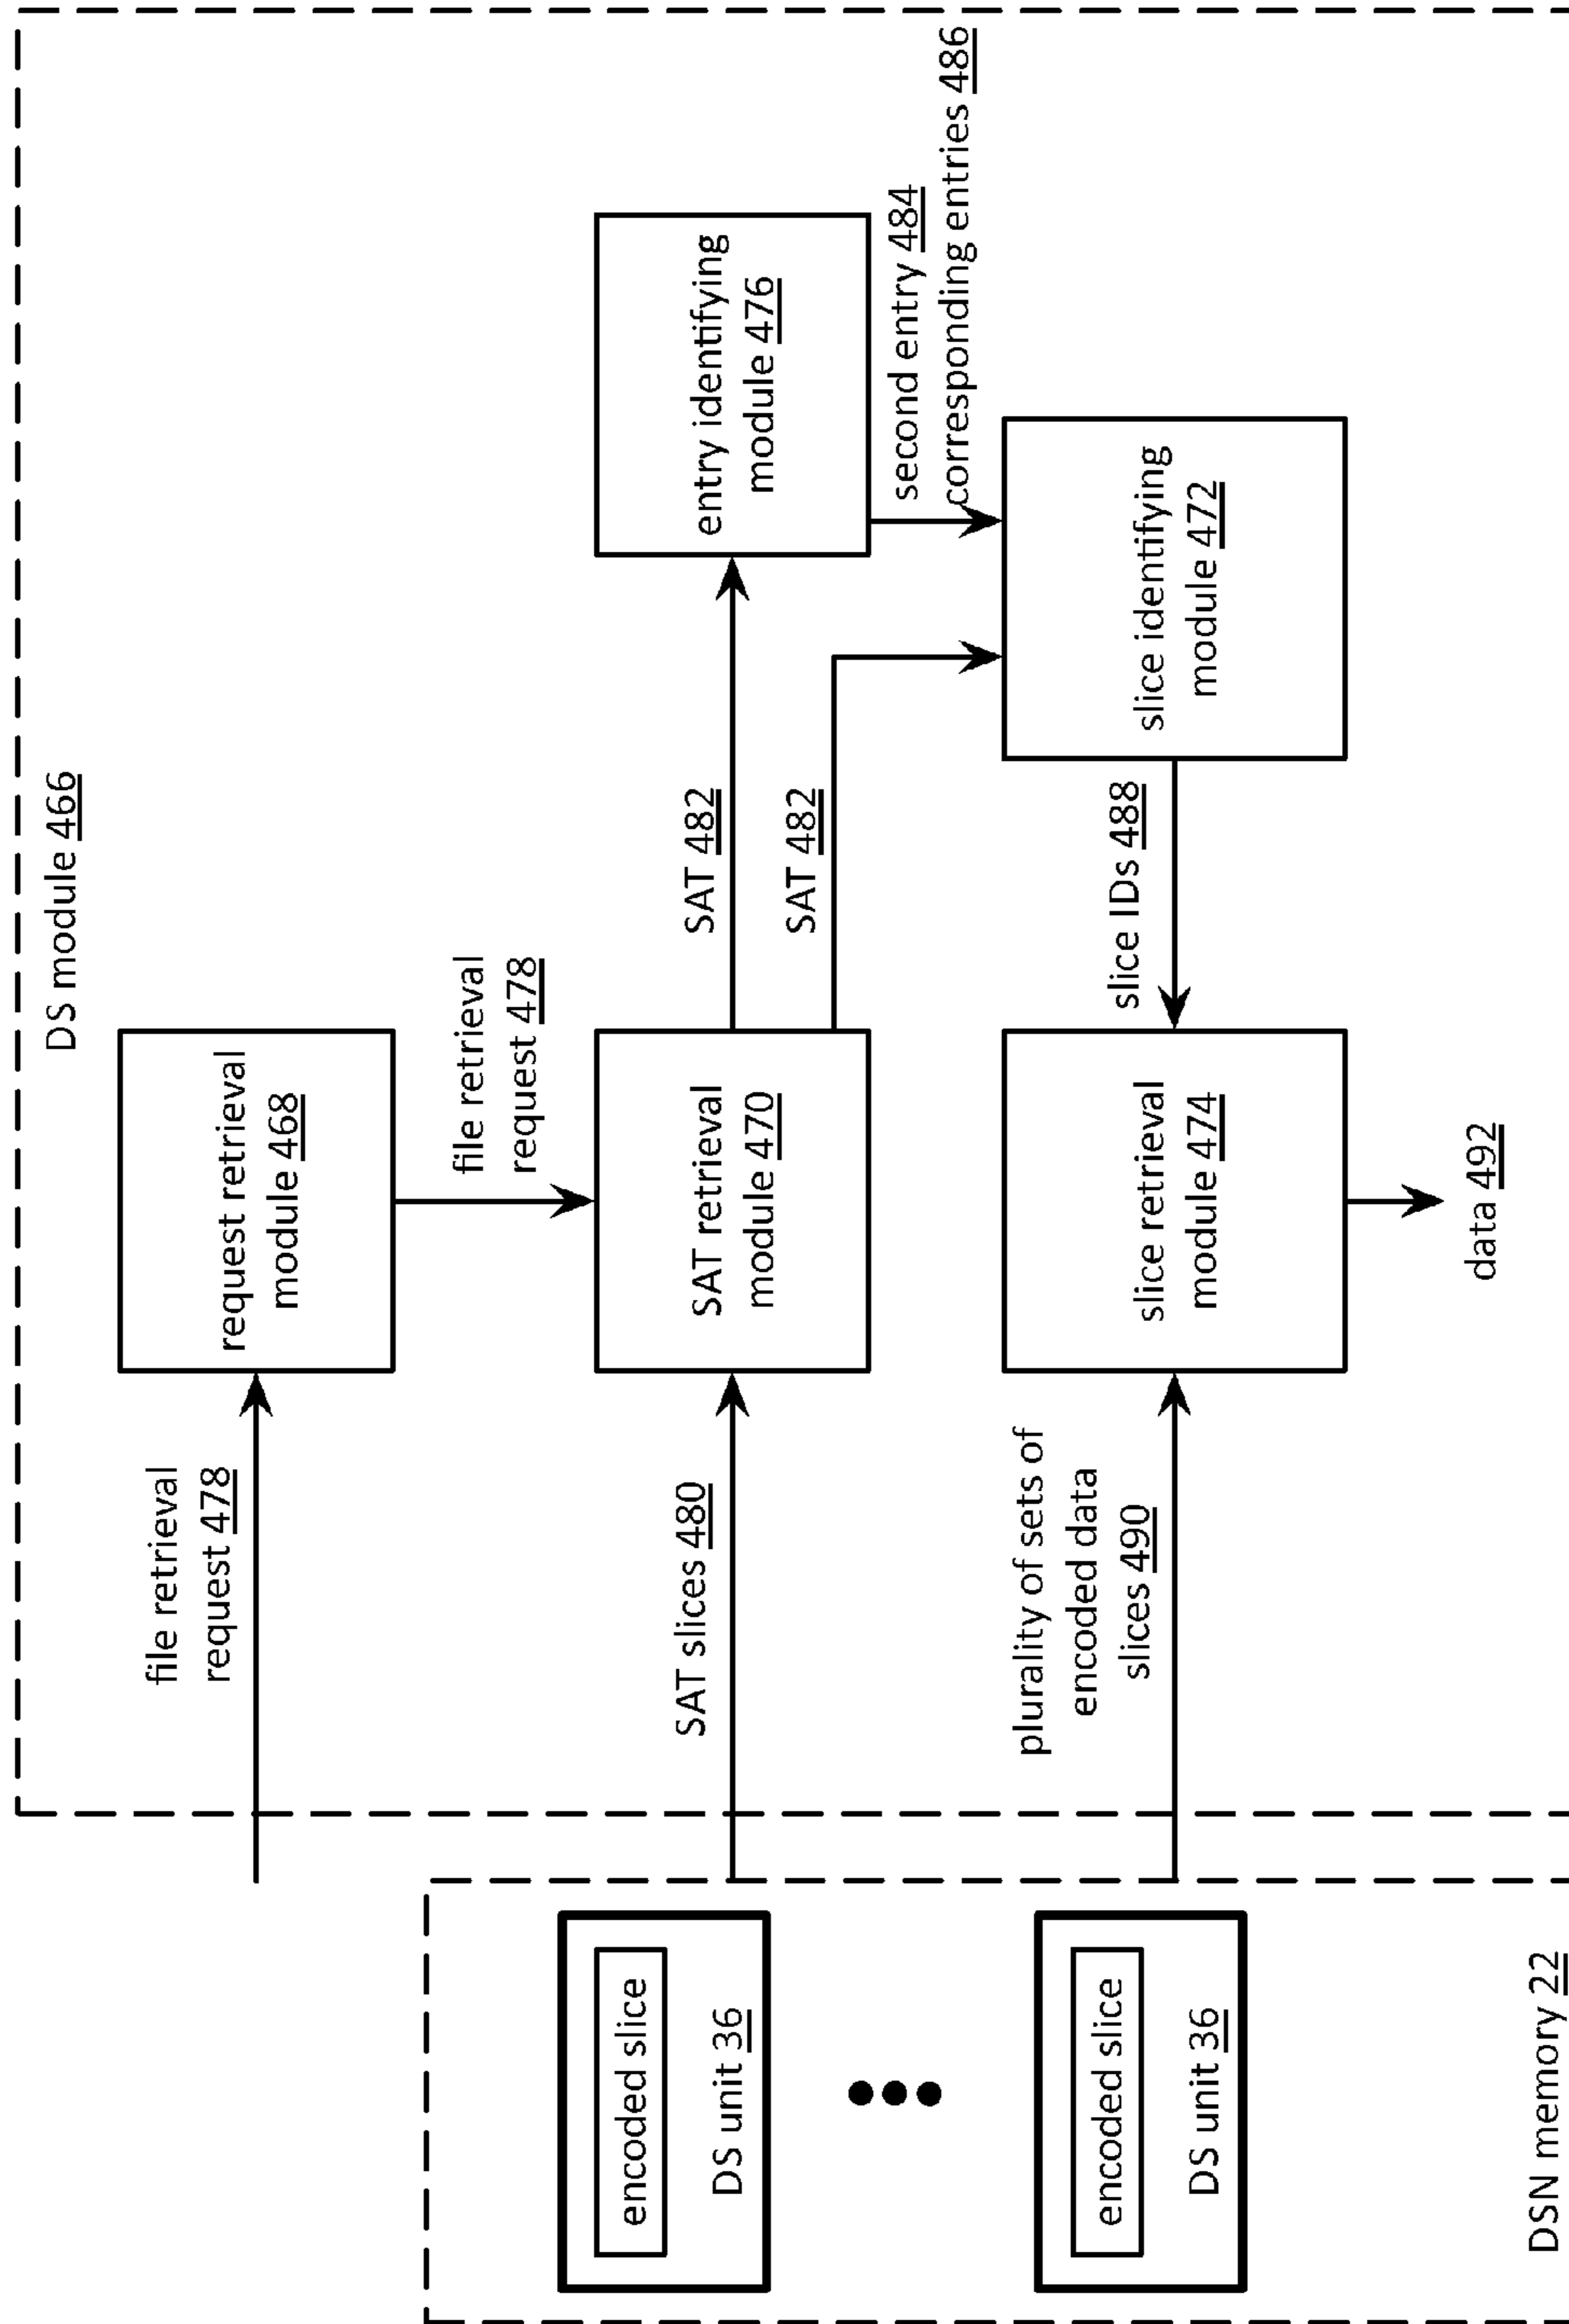 DS module 466
file retrieval
request 478
request retrieval
module 468
file retrieval
request 478
encoded slice
DS unit 36
SAT slices 480
SAT retrieval
module 470
SAT 482
SAT 482
entry identifying
module 476
second entry 484
corresponding entries 486
encoded slice
DS unit 36
plurality of sets of
encoded data
slices 490
slice retrieval
module 474
slice IDs 488
slice identifying
module 472
data 492
DSN memory 22